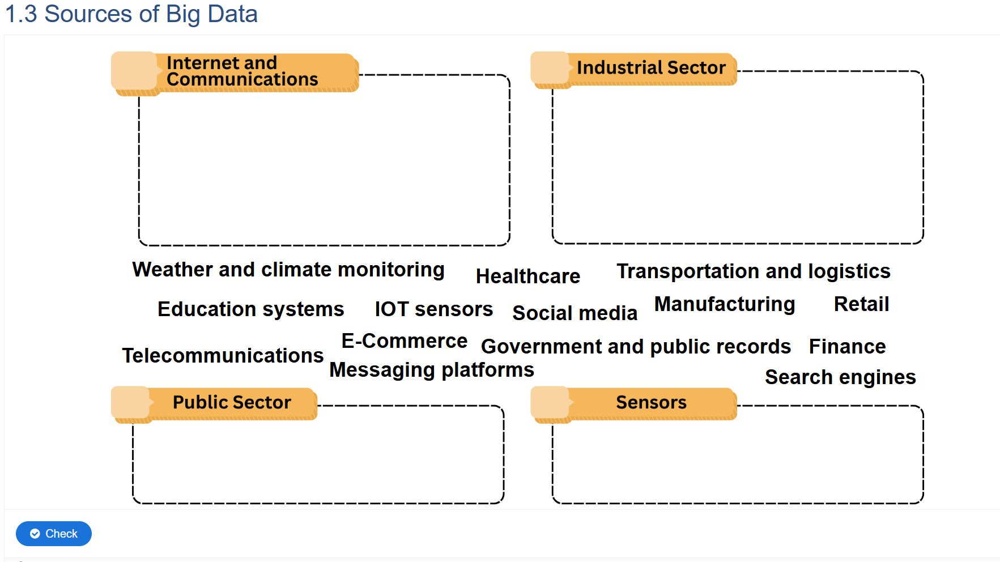 1.3 Sources of Big Data
Internet and
Communications
Industrial Sector
Weather and climate monitoring
Healthcare
Transportation and logistics
Education systems
IOT sensors
Social media
Manufacturing
Retail
Telecommunications
E-Commerce
Government and public records
Finance
Messaging platforms
Search engines
Public Sector
Sensors
Check